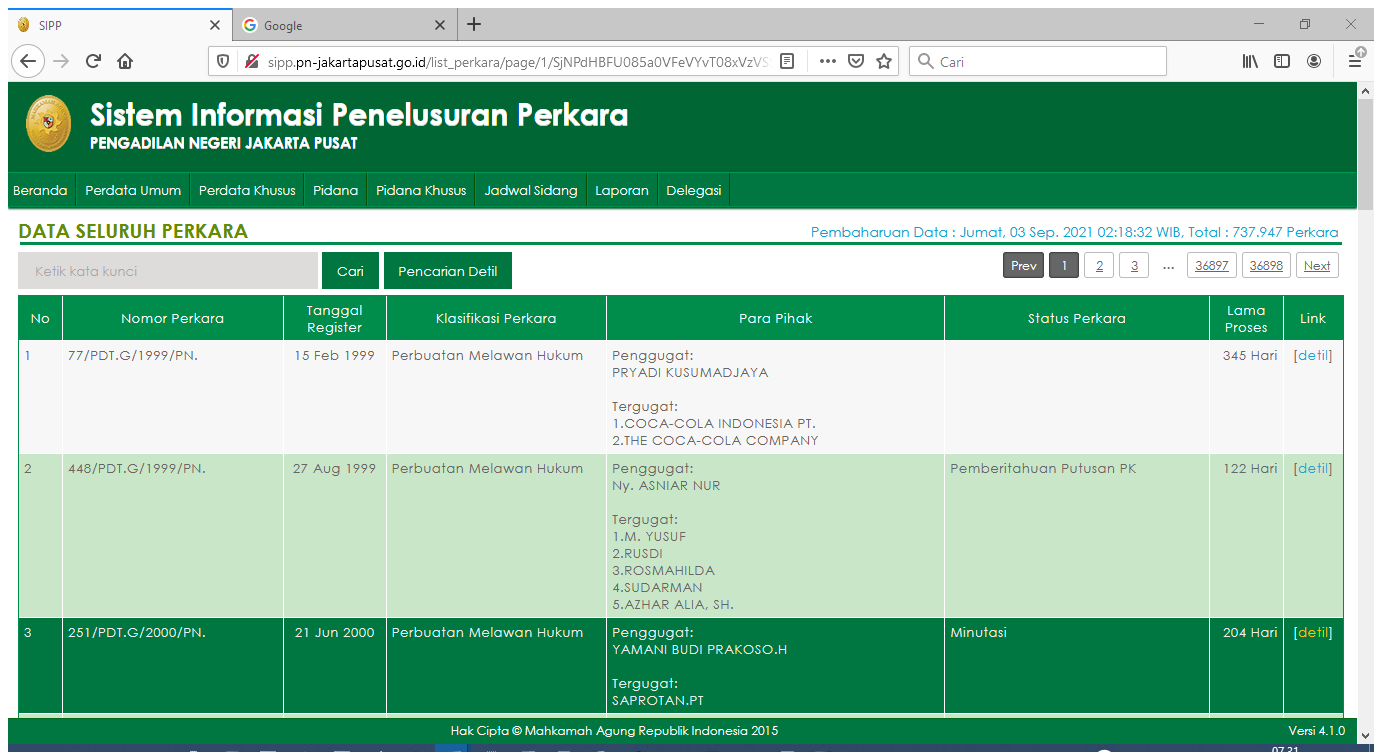 SIPP
Google
sipp.pn-jakartapusat.go.id/list_perkara/page/1/SjNPdHBFU085a0VFeVYvT08xVzVS
Cari
Sistem Informasi Penelusuran Perkara
PENGADILAN NEGERI JAKARTA PUSAT
Beranda Perdata Umum Perdata Khusus Pidana Pidana Khusus Jadwal Sidang Laporan Delegasi
DATA SELURUH PERKARA
Pembaharuan Data : Jumat, 03 Sep. 2021 02:18:32 WIB, Total : 737.947 Perkara
Ketik kata kunci Cari Pencarian Detil
Prev 1 2 3 ... 36897 36898 Next
No Nomor Perkara Tanggal Register Klasifikasi Perkara Para Pihak Status Perkara Lama Proses Link
1 77/PDT.G/1999/PN. 15 Feb 1999 Perbuatan Melawan Hukum Penggugat: 345 Hari [detil]
PRYADI KUSUMADJAYA
Tergugat:
1.COCA-COLA INDONESIA PT.
2.THE COCA-COLA COMPANY
2 448/PDT.G/1999/PN. 27 Aug 1999 Perbuatan Melawan Hukum Penggugat: Pemberitahuan Putusan PK 122 Hari [detil]
Ny. ASNIAR NUR
Tergugat:
1.M. YUSUF
2.RUSDI
3.ROSMAHILDA
4.SUDARMAN
5.AZHAR ALIA, SH.
3 251/PDT.G/2000/PN. 21 Jun 2000 Perbuatan Melawan Hukum Penggugat: Minutasi 204 Hari [detil]
YAMANI BUDI PRAKOSO.H
Tergugat:
SAPROTAN.PT
Hak Cipta © Mahkamah Agung Republik Indonesia 2015
Versi 4.1.0